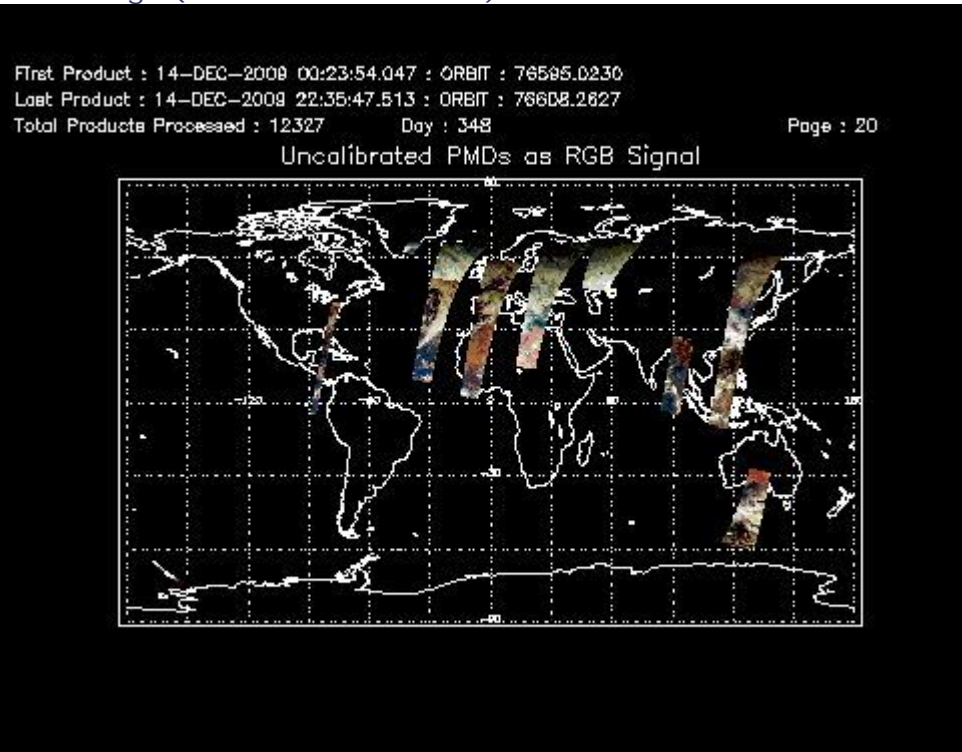 First Product : 14-DEC-2009 00:23:54.047 : ORBIT : 76595.0230
Last Product : 14-DEC-2009 22:35:47.513 : ORBIT : 76608.2627
Total Products Processed : 12327 Day : 348 Page : 20
Uncalibrated PMDs as RGB Signal
-120